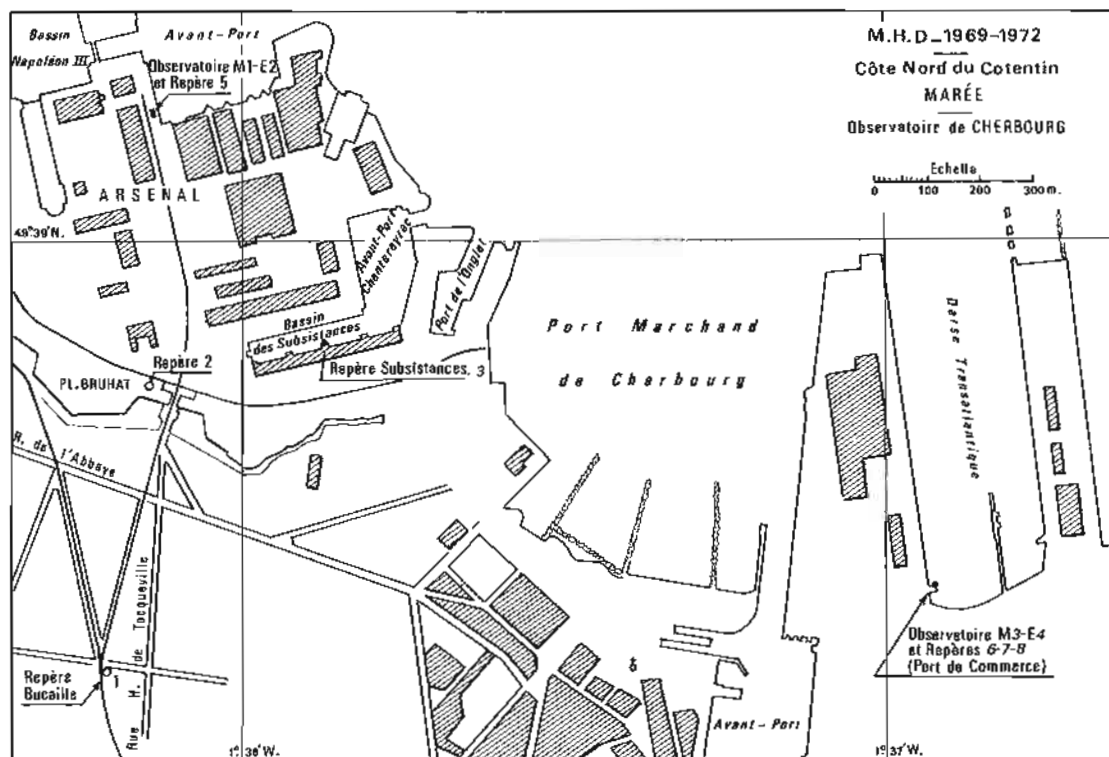 Bassin
Napoléon III
Avant-Port
Observatoire M1-E2
et Repère 5
M.H.D_1969-1972
Côte Nord du Cotentin
MARÉE
Observatoire de CHERBOURG
Echelle
0 100 200 300 m.
ARSENAL
49°39'N.
Avant-Port
Chantereyrac
Port de l'Onglet
Bassin
des Subsistances
Repère 2
Repère Subsistances. 3
PL. BRUHAT
Port Marchand
de Cherbourg
Darse Transatlantique
R. de l'Abbaye
Rue H. de Tocqueville
Repère
Bucaille
1
Observatoire M3-E4
et Repères 6-7-8
(Port de Commerce)
Avant-Port
1°38'W.
1°37'W.